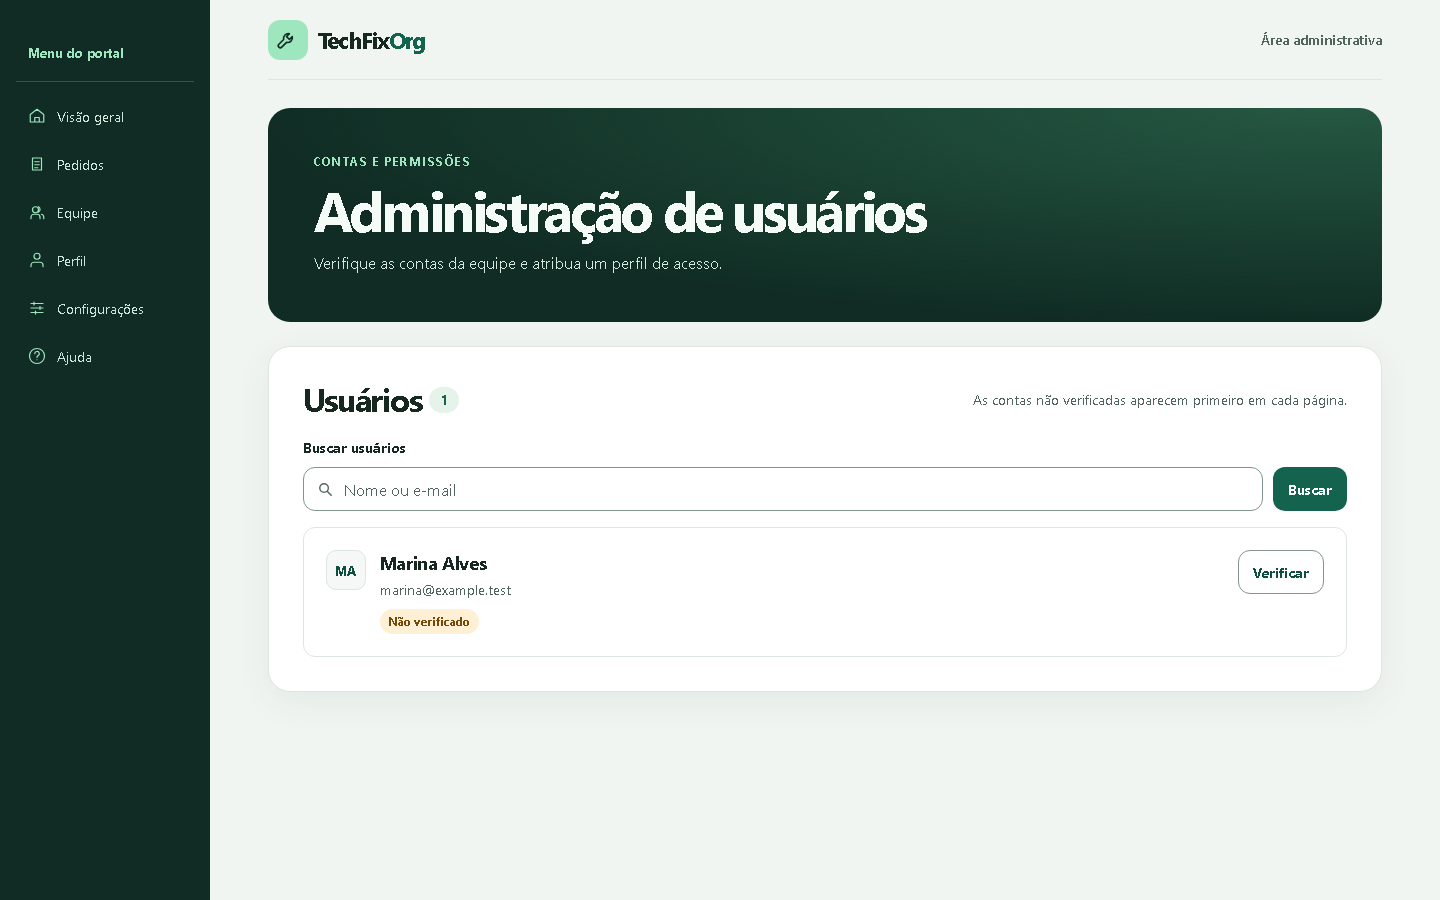 Menu do portal
Visão geral
Pedidos
Equipe
Perfil
Configurações
Ajuda
TechFixOrg
Área administrativa
CONTAS E PERMISSÕES
Administração de usuários
Verifique as contas da equipe e atribua um perfil de acesso.
Usuários 1
As contas não verificadas aparecem primeiro em cada página.
Buscar usuários
Nome ou e-mail
Buscar
MA
Marina Alves
marina@example.test
Não verificado
Verificar